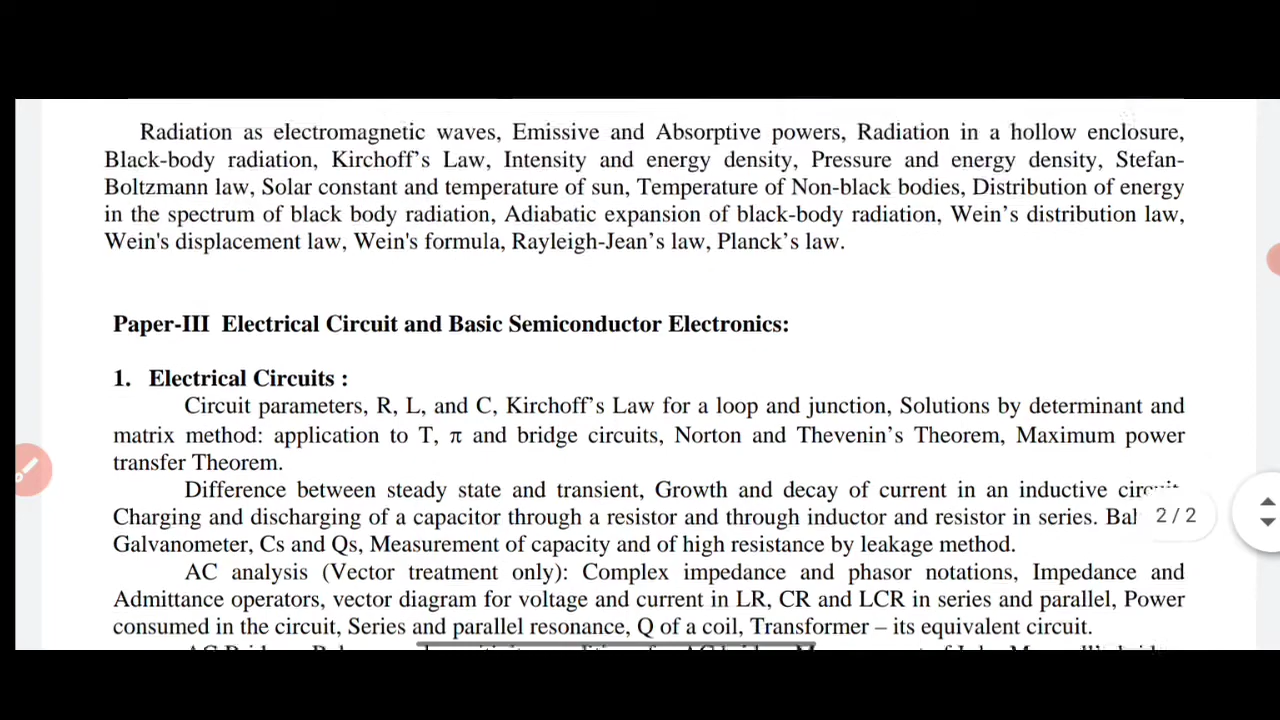 Radiation as electromagnetic waves, Emissive and Absorptive powers, Radiation in a hollow enclosure,
Black-body radiation, Kirchoff's Law, Intensity and energy density, Pressure and energy density, Stefan-
Boltzmann law, Solar constant and temperature of sun, Temperature of Non-black bodies, Distribution of energy
in the spectrum of black body radiation, Adiabatic expansion of black-body radiation, Wein's distribution law,
Wein's displacement law, Wein's formula, Rayleigh-Jean's law, Planck's law.
Paper-III Electrical Circuit and Basic Semiconductor Electronics:
1. Electrical Circuits :
Circuit parameters, R, L, and C, Kirchoff's Law for a loop and junction, Solutions by determinant and
matrix method: application to T, π and bridge circuits, Norton and Thevenin's Theorem, Maximum power
transfer Theorem.
Difference between steady state and transient, Growth and decay of current in an inductive
Charging and discharging of a capacitor through a resistor and through inductor and resistor in series.
2 / 2
Galvanometer, Cs and Qs, Measurement of capacity and of high resistance by leakage method.
AC analysis (Vector treatment only): Complex impedance and phasor notations, Impedance and
Admittance operators, vector diagram for voltage and current in LR, CR and LCR in series and parallel, Power
consumed in the circuit, Series and parallel resonance, Q of a coil, Transformer – its equivalent circuit.